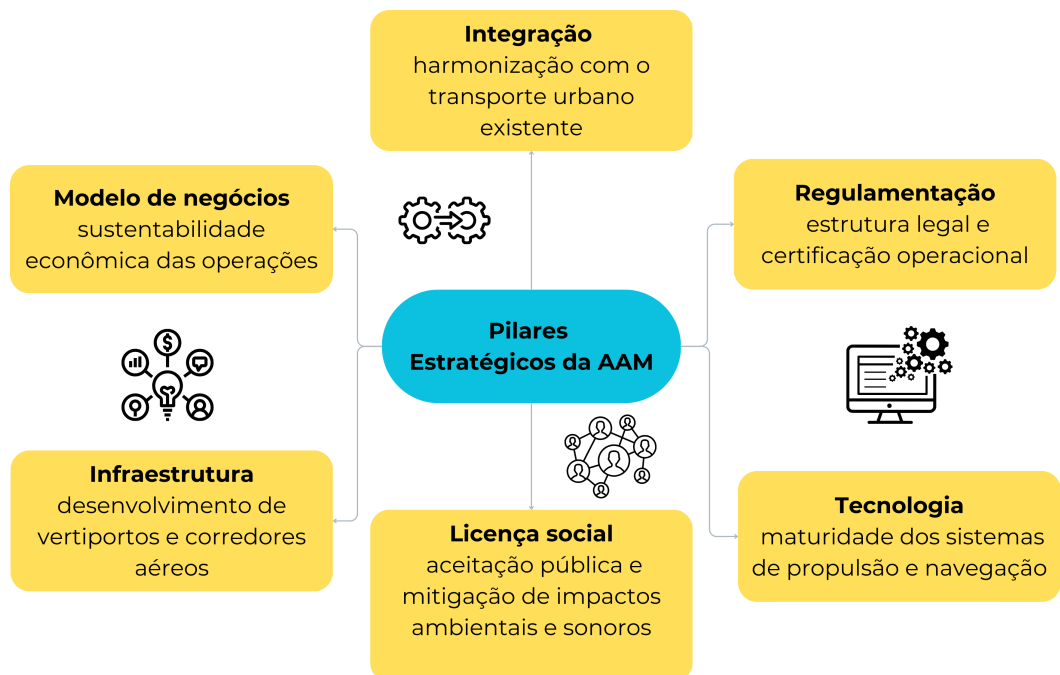 Integração
harmonização com o
transporte urbano
existente
Modelo de negócios
sustentabilidade
econômica das operações
Regulamentação
estrutura legal e
certificação operacional
Pilares
Estratégicos da AAM
Infraestrutura
desenvolvimento de
vertiportos e corredores
aéreos
Licença social
aceitação pública e
mitigação de impactos
ambientais e sonoros
Tecnologia
maturidade dos sistemas
de propulsão e navegação